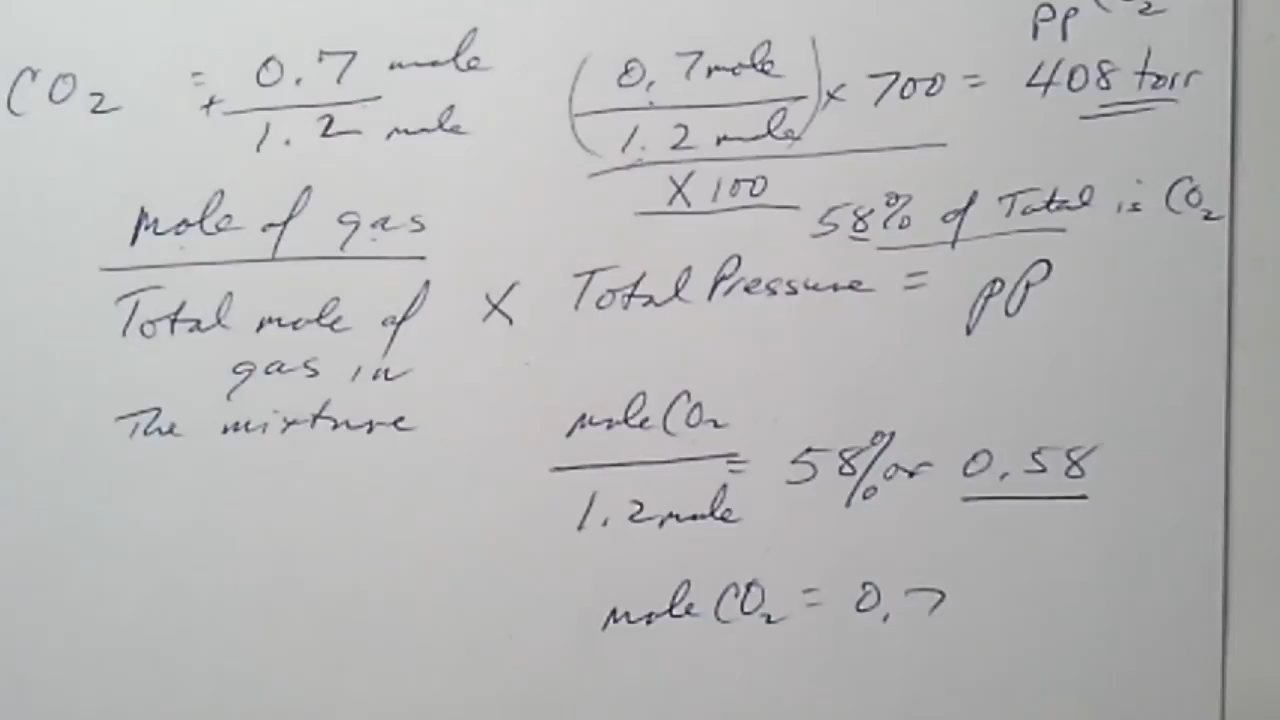 pp CO2
CO2 = 0.7 mole (0.7 mole) x 700 = 408 torr
+ 1.2 mole 1.2 mole
X 100
58% of Total is CO2
mole of gas
Total mole of X Total Pressure = pP
gas in
The mixture
mole CO2
= 58% or 0.58
1.2 mole
mole CO2 = 0.7